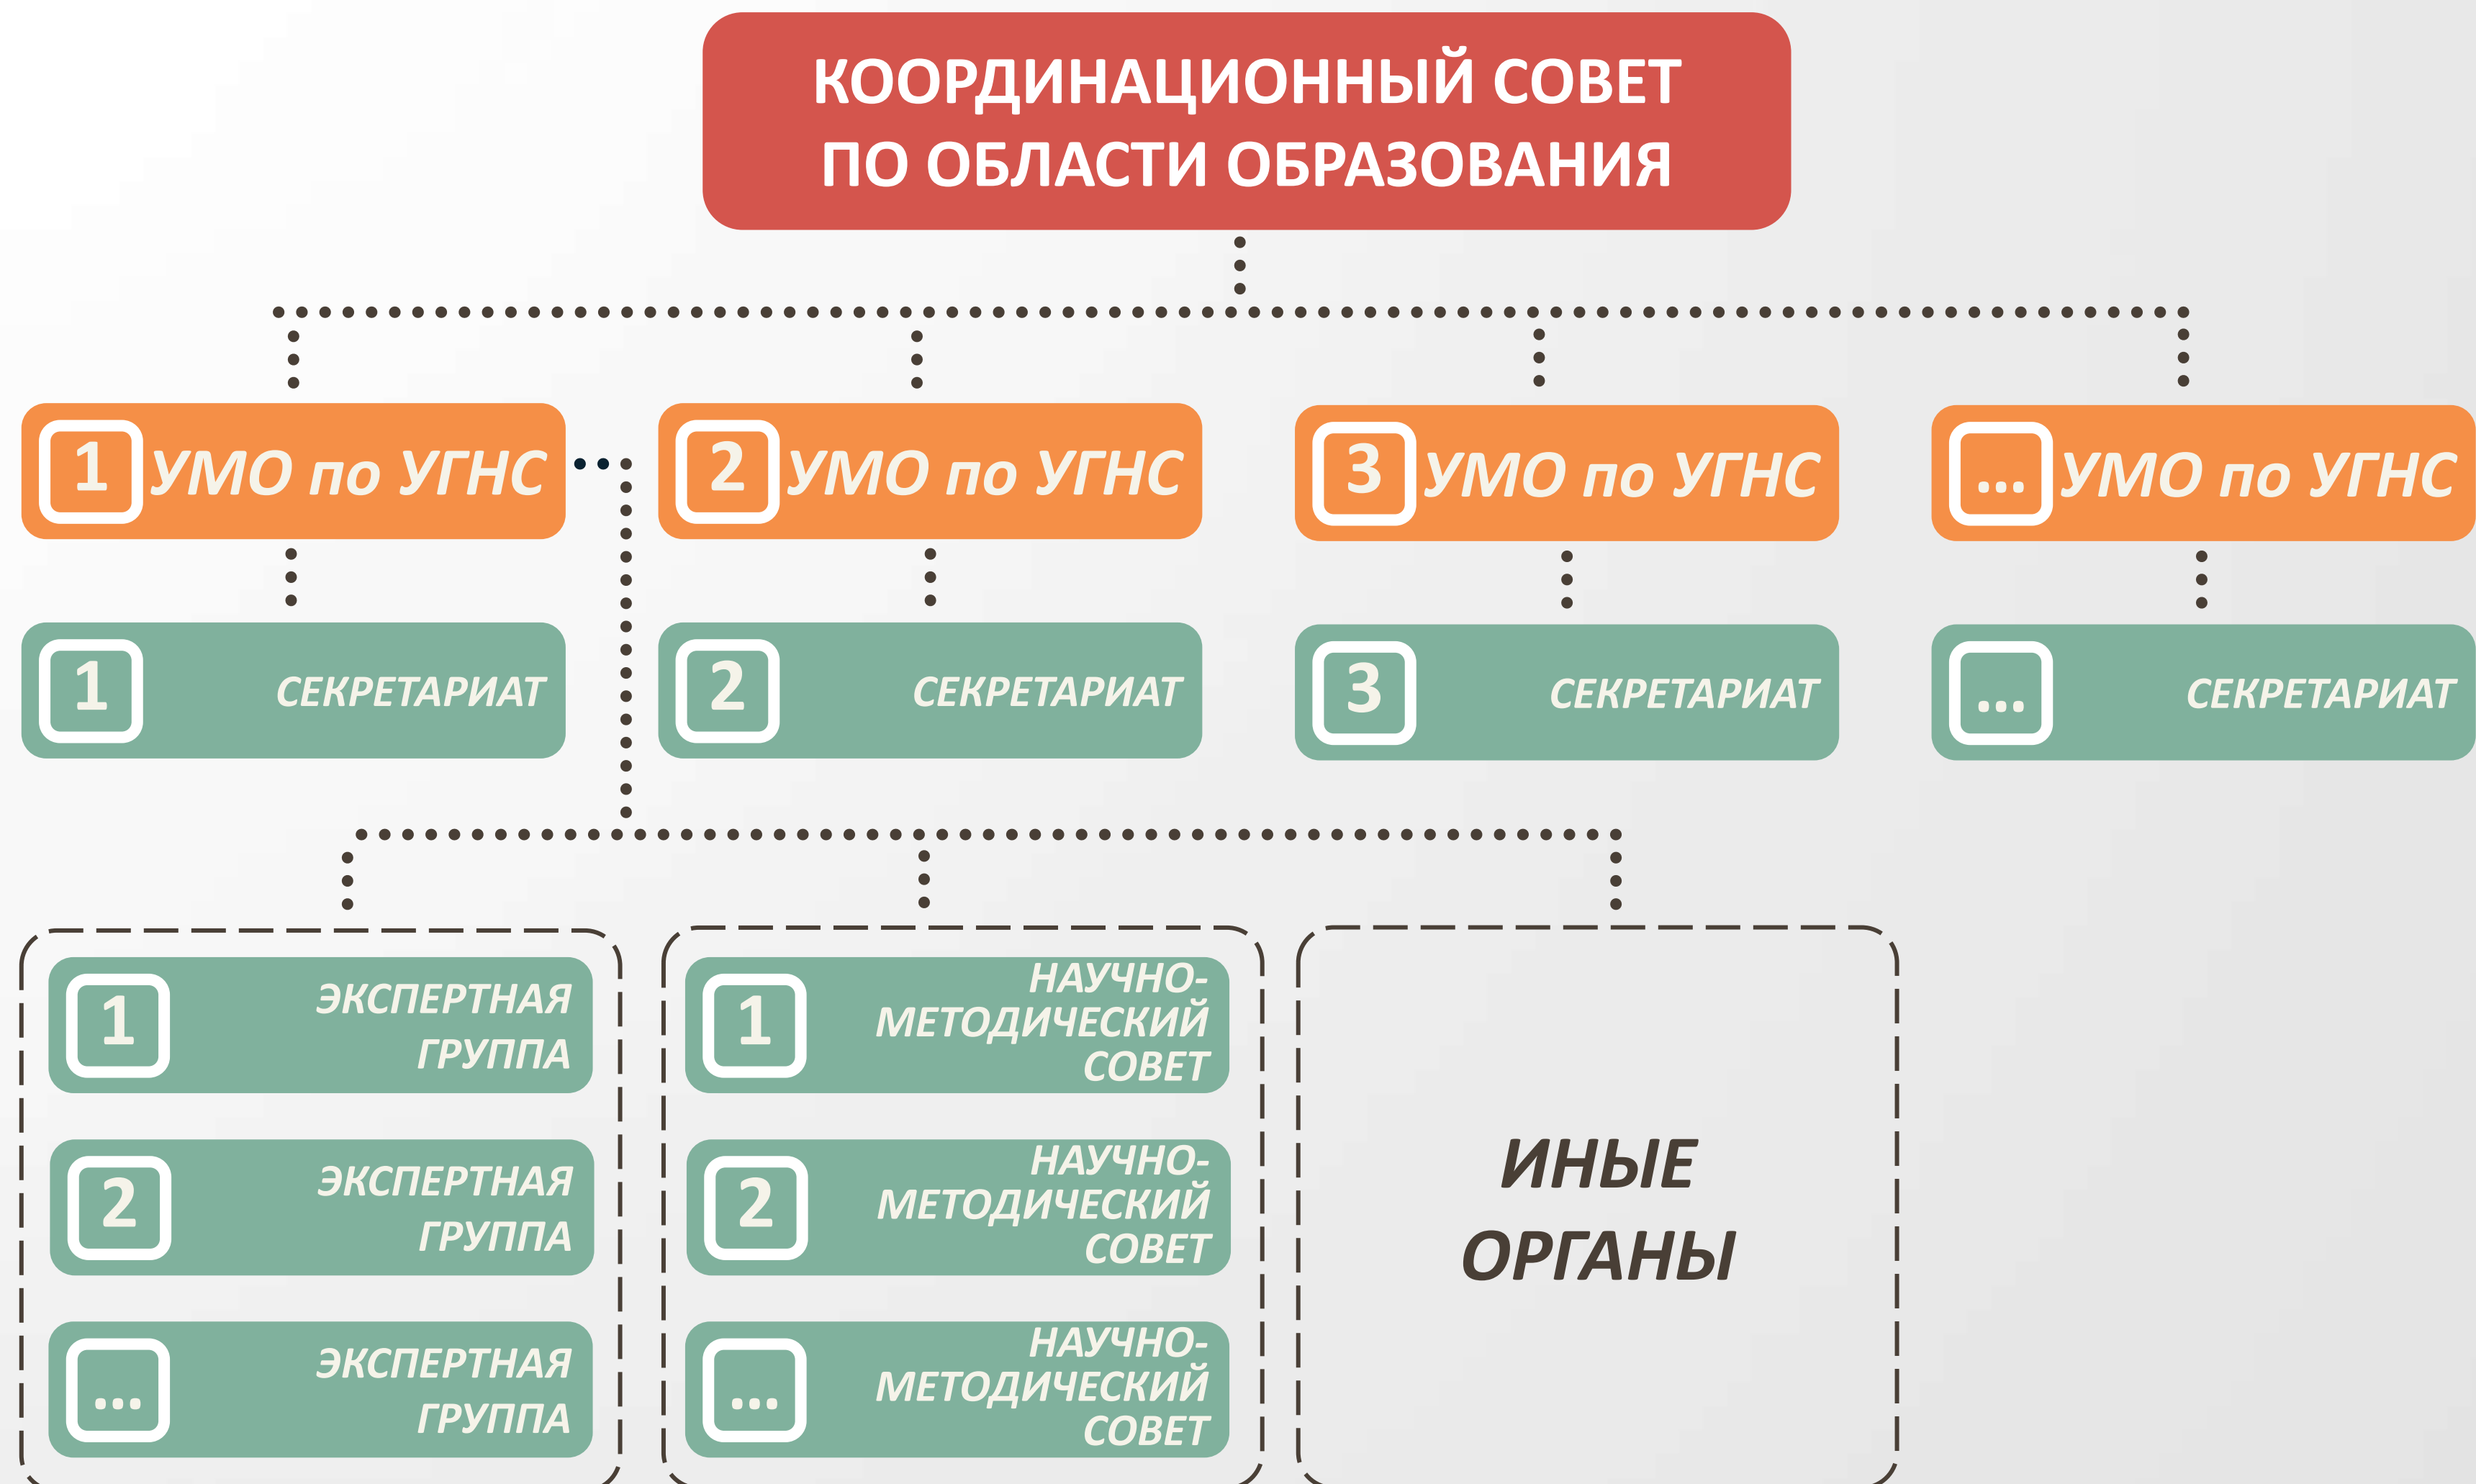 КООРДИНАЦИОННЫЙ СОВЕТ
ПО ОБЛАСТИ ОБРАЗОВАНИЯ
1 УМО по УГНС
2 УМО по УГНС
3 УМО по УГНС
... УМО по УГНС
1 СЕКРЕТАРИАТ
2 СЕКРЕТАРИАТ
3 СЕКРЕТАРИАТ
... СЕКРЕТАРИАТ
1 ЭКСПЕРТНАЯ
ГРУППА
2 ЭКСПЕРТНАЯ
ГРУППА
... ЭКСПЕРТНАЯ
ГРУППА
1 НАУЧНО-
МЕТОДИЧЕСКИЙ
СОВЕТ
2 НАУЧНО-
МЕТОДИЧЕСКИЙ
СОВЕТ
... НАУЧНО-
МЕТОДИЧЕСКИЙ
СОВЕТ
ИНЫЕ
ОРГАНЫ